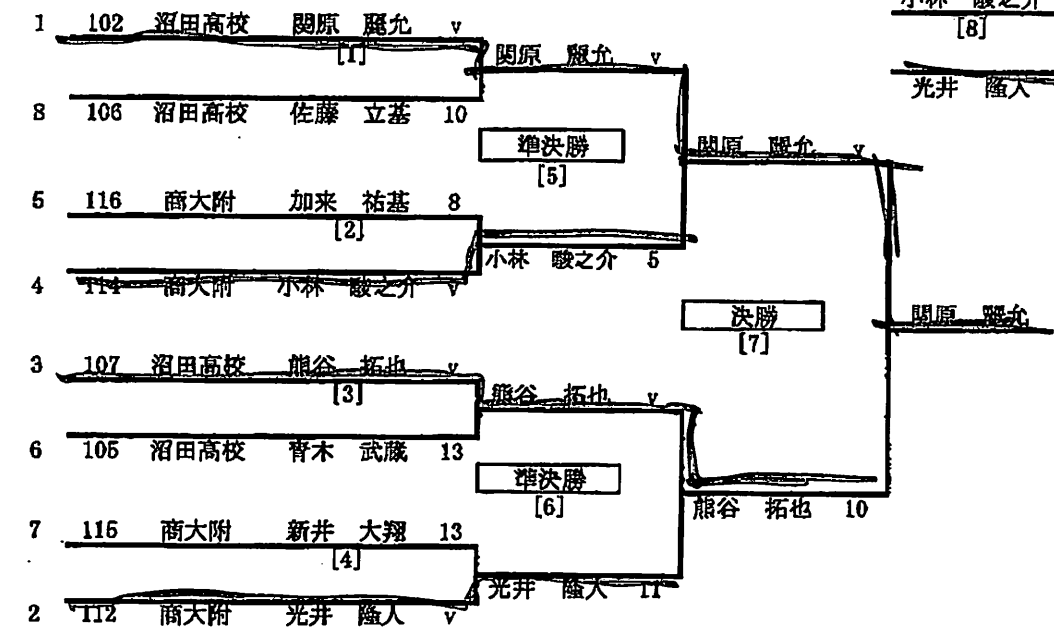 小林 駿之介
[8]
光井 隆人
1 102 沼田高校 関原 麗允 v
[1]
8 106 沼田高校 佐藤 立基 10
関原 麗允 v
準決勝
[5]
5 116 商大附 加来 祐基 8
[2]
4 114 商大附 小林 駿之介 v
小林 駿之介 5
関原 麗允 v
決勝
[7]
関原 麗允
3 107 沼田高校 熊谷 拓也 v
[3]
6 105 沼田高校 青木 武蔵 13
熊谷 拓也 v
準決勝
[6]
熊谷 拓也 10
7 115 商大附 新井 大翔 13
[4]
2 112 商大附 光井 隆人 v
光井 隆人 11